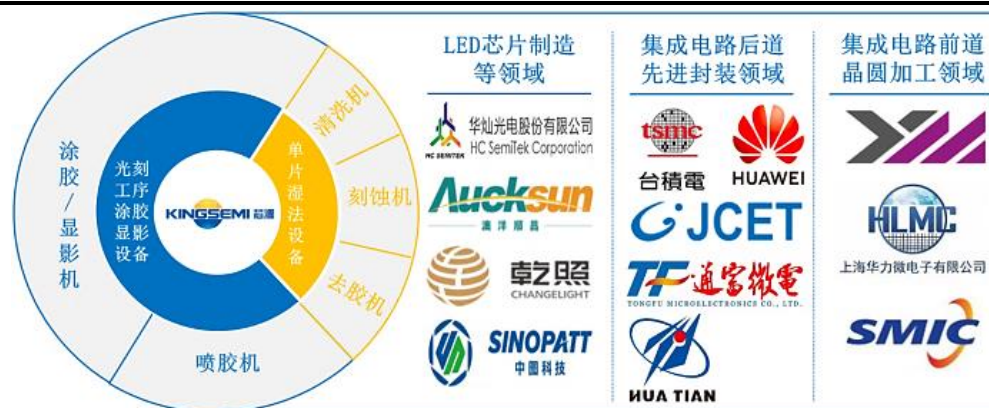 涂胶/显影机
光刻
工序
涂胶
显影
设备
KINGSEMI 芯源
单片湿法设备
清洗机
刻蚀机
去胶机
喷胶机
LED芯片制造
等领域
华灿光电股份有限公司
HC SemiTek Corporation
HC SEMITEK
Aucksun
澳洋顺昌
乾照
CHANGELIGHT
SINOPATT
中图科技
集成电路后道
先进封装领域
tsmc
台積電
HUAWEI
JCET
TF 通富微電
TONGFU MICROELECTRONICS CO., LTD.
HUA TIAN
集成电路前道
晶圆加工领域
HLMC
上海华力微电子有限公司
SMIC